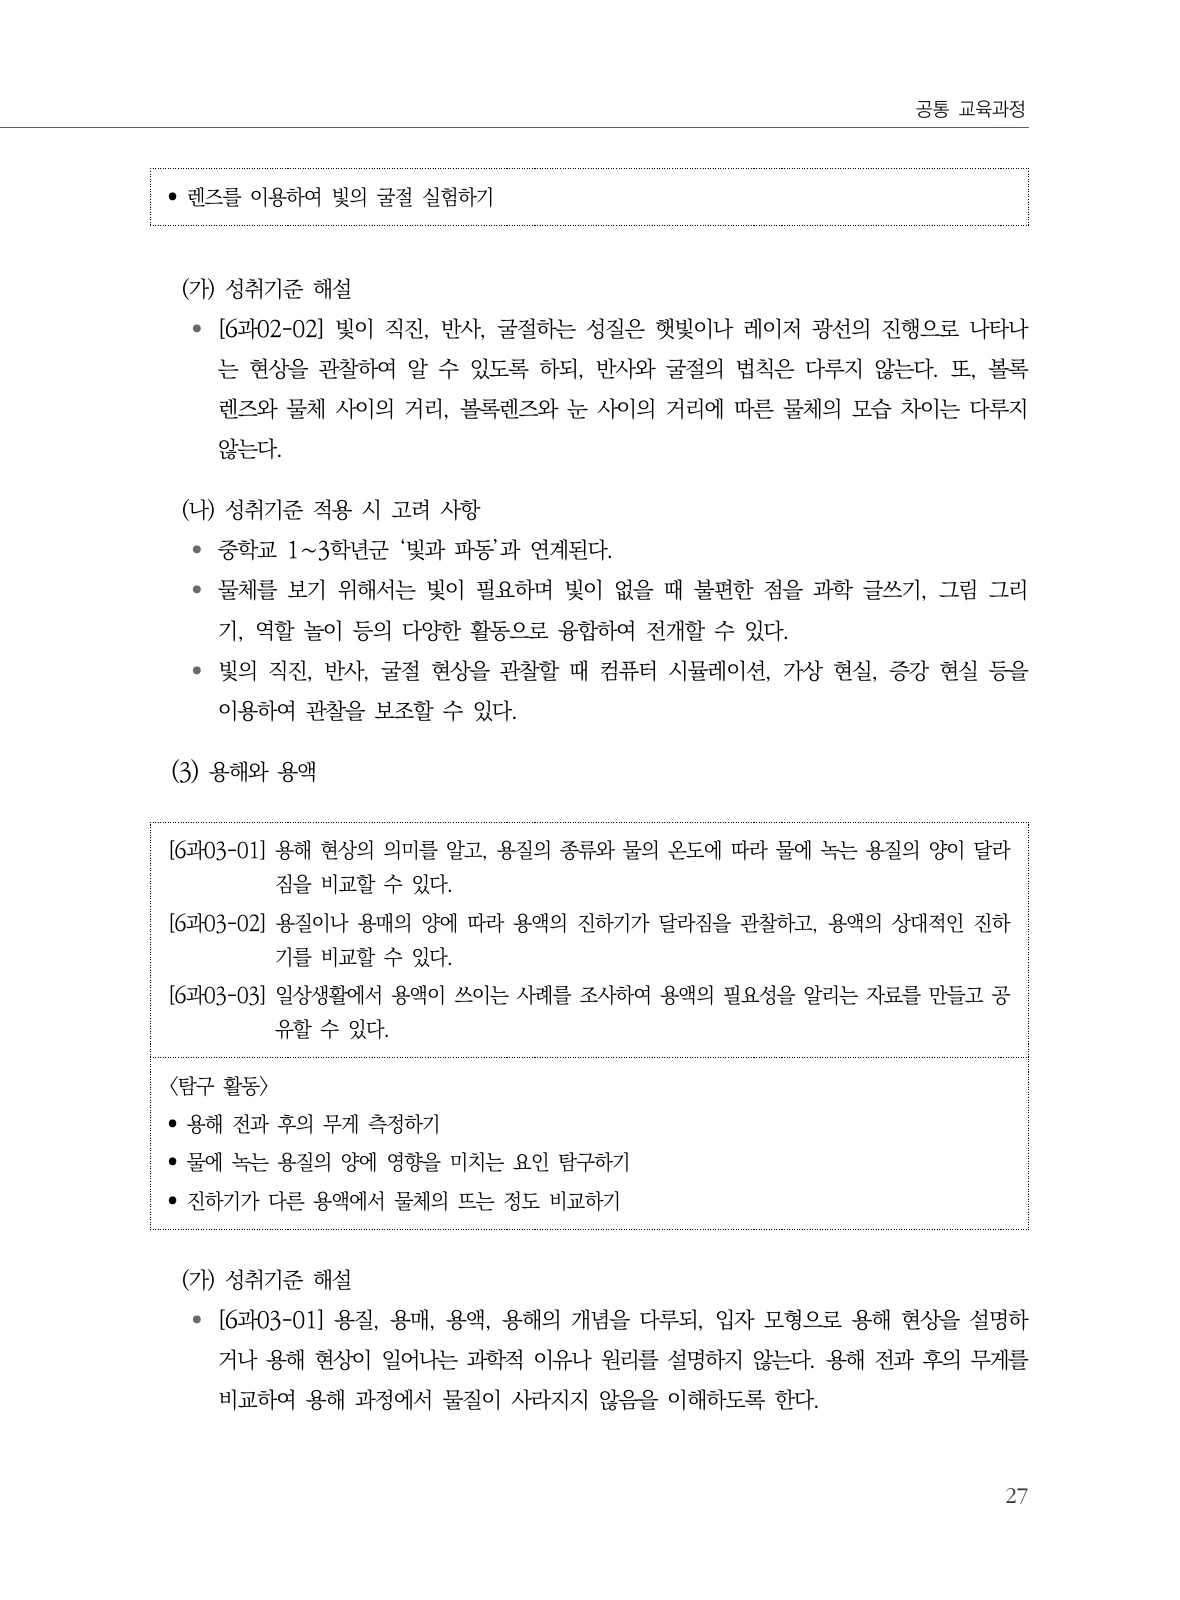 공통 교육과정
• 렌즈를 이용하여 빛의 굴절 실험하기
(가) 성취기준 해설
• [6과02-02] 빛이 직진, 반사, 굴절하는 성질은 햇빛이나 레이저 광선의 진행으로 나타나
는 현상을 관찰하여 알 수 있도록 하되, 반사와 굴절의 법칙은 다루지 않는다. 또, 볼록
렌즈와 물체 사이의 거리, 볼록렌즈와 눈 사이의 거리에 따른 물체의 모습 차이는 다루지
않는다.
(나) 성취기준 적용 시 고려 사항
• 중학교 1~3학년군 ‘빛과 파동’과 연계된다.
• 물체를 보기 위해서는 빛이 필요하며 빛이 없을 때 불편한 점을 과학 글쓰기, 그림 그리
기, 역할 놀이 등의 다양한 활동으로 융합하여 전개할 수 있다.
• 빛의 직진, 반사, 굴절 현상을 관찰할 때 컴퓨터 시뮬레이션, 가상 현실, 증강 현실 등을
이용하여 관찰을 보조할 수 있다.
(3) 용해와 용액
[6과03-01] 용해 현상의 의미를 알고, 용질의 종류와 물의 온도에 따라 물에 녹는 용질의 양이 달라
짐을 비교할 수 있다.
[6과03-02] 용질이나 용매의 양에 따라 용액의 진하기가 달라짐을 관찰하고, 용액의 상대적인 진하
기를 비교할 수 있다.
[6과03-03] 일상생활에서 용액이 쓰이는 사례를 조사하여 용액의 필요성을 알리는 자료를 만들고 공
유할 수 있다.
〈탐구 활동〉
• 용해 전과 후의 무게 측정하기
• 물에 녹는 용질의 양에 영향을 미치는 요인 탐구하기
• 진하기가 다른 용액에서 물체의 뜨는 정도 비교하기
(가) 성취기준 해설
• [6과03-01] 용질, 용매, 용액, 용해의 개념을 다루되, 입자 모형으로 용해 현상을 설명하
거나 용해 현상이 일어나는 과학적 이유나 원리를 설명하지 않는다. 용해 전과 후의 무게를
비교하여 용해 과정에서 물질이 사라지지 않음을 이해하도록 한다.
27